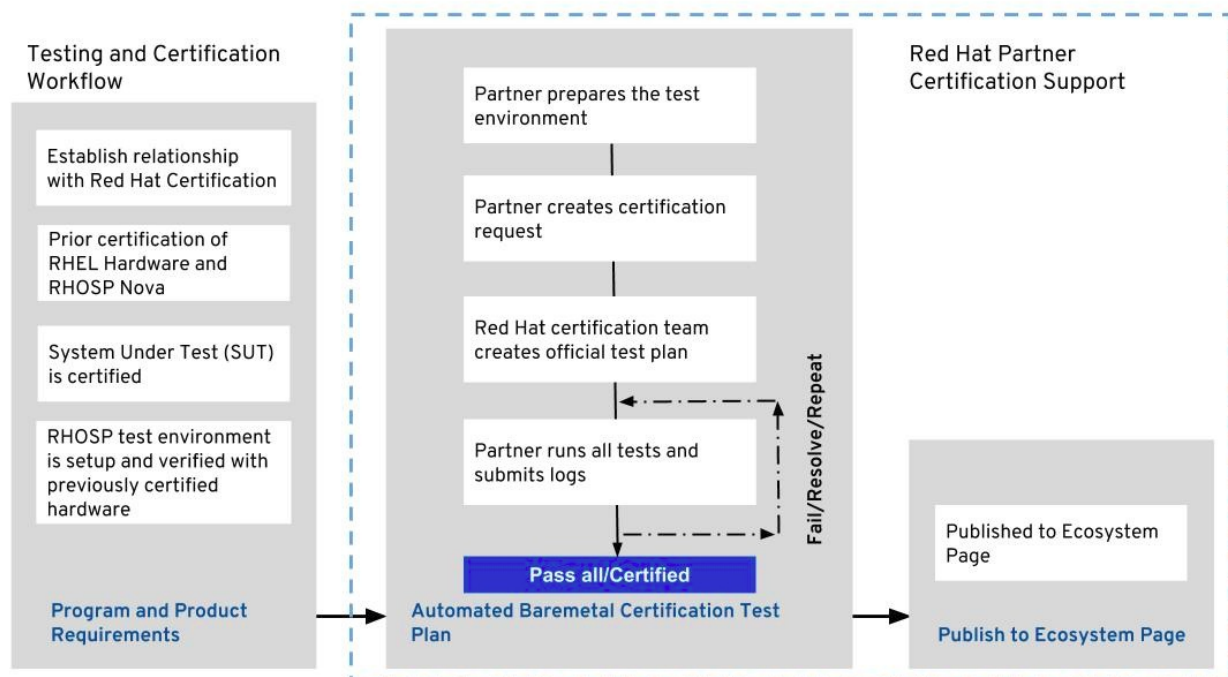 Testing and Certification
Workflow
Establish relationship
with Red Hat Certification
Prior certification of
RHEL Hardware and
RHOSP Nova
System Under Test (SUT)
is certified
RHOSP test environment
is setup and verified with
previously certified
hardware
Program and Product
Requirements
Partner prepares the test
environment
Partner creates certification
request
Red Hat certification team
creates official test plan
Partner runs all tests and
submits logs
Fail/Resolve/Repeat
Pass all/Certified
Automated Baremetal Certification Test
Plan
Red Hat Partner
Certification Support
Published to Ecosystem
Page
Publish to Ecosystem Page